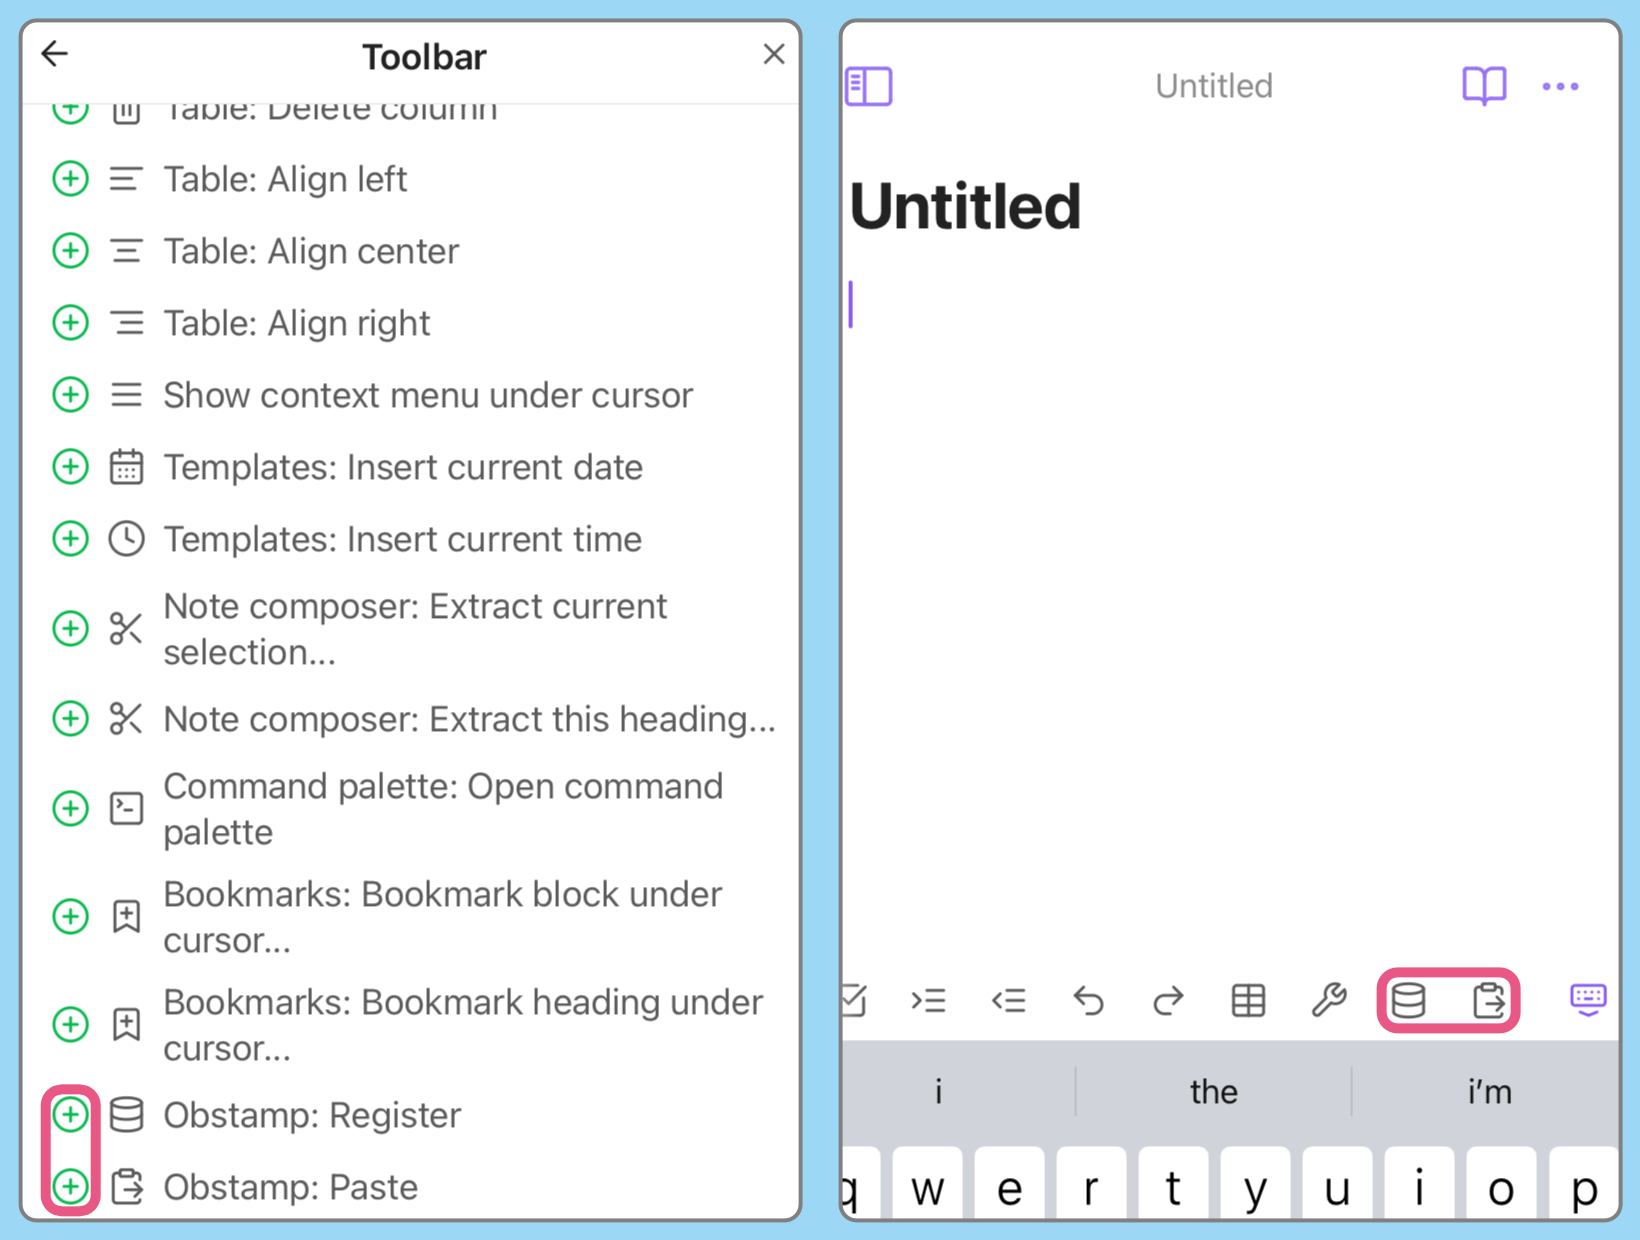 Toolbar
Table: Delete column
Table: Align left
Table: Align center
Table: Align right
Show context menu under cursor
Templates: Insert current date
Templates: Insert current time
Note composer: Extract current
selection...
Note composer: Extract this heading...
Command palette: Open command
palette
Bookmarks: Bookmark block under
cursor...
Bookmarks: Bookmark heading under
cursor...
Obstamp: Register
Obstamp: Paste
Untitled
Untitled
i the i'm
q w e r t y u i o p